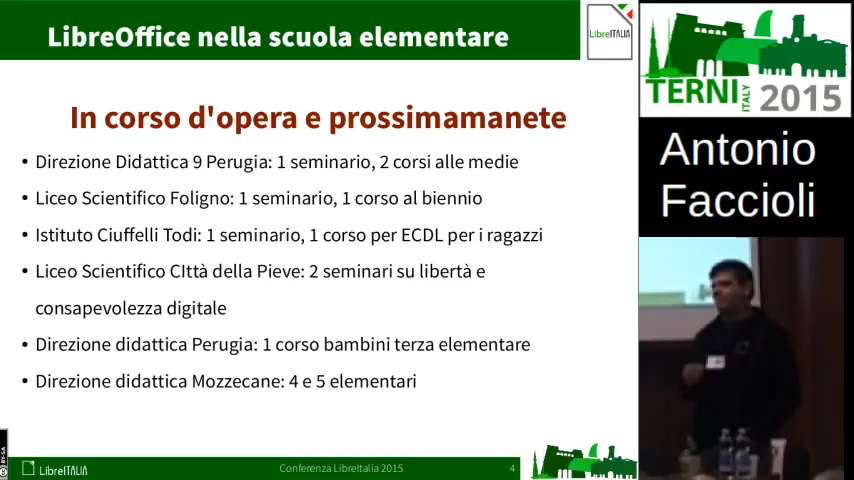 LibreOffice nella scuola elementare
LibreITALIA
In corso d'opera e prossimamanete
• Direzione Didattica 9 Perugia: 1 seminario, 2 corsi alle medie
• Liceo Scientifico Foligno: 1 seminario, 1 corso al biennio
• Istituto Ciuffelli Todi: 1 seminario, 1 corso per ECDL per i ragazzi
• Liceo Scientifico CIttà della Pieve: 2 seminari su libertà e
consapevolezza digitale
• Direzione didattica Perugia: 1 corso bambini terza elementare
• Direzione didattica Mozzecane: 4 e 5 elementari
BY-SA
LibreITALIA
Conferenza LibreItalia 2015
4
TERNI
ITALY
2015
Antonio
Faccioli